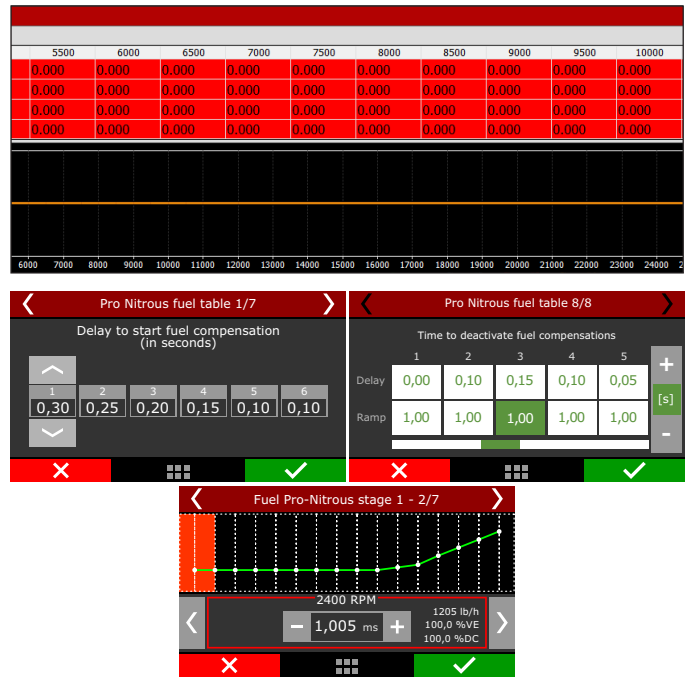 5500 6000 6500 7000 7500 8000 8500 9000 9500 10000
0.000 0.000 0.000 0.000 0.000 0.000 0.000 0.000 0.000 0.000
0.000 0.000 0.000 0.000 0.000 0.000 0.000 0.000 0.000 0.000
0.000 0.000 0.000 0.000 0.000 0.000 0.000 0.000 0.000 0.000
0.000 0.000 0.000 0.000 0.000 0.000 0.000 0.000 0.000 0.000
6000 7000 8000 9000 10000 11000 12000 13000 14000 15000 16000 17000 18000 19000 20000 21000 22000 23000 24000 2
Pro Nitrous fuel table 1/7
Delay to start fuel compensation
(in seconds)
1 2 3 4 5 6
0,30 0,25 0,20 0,15 0,10 0,10
Pro Nitrous fuel table 8/8
Time to deactivate fuel compensations
1 2 3 4 5
+
Delay 0,00 0,10 0,15 0,10 0,05
[s]
Ramp 1,00 1,00 1,00 1,00 1,00
-
Fuel Pro-Nitrous stage 1 - 2/7
2400 RPM
− 1,005 ms +
1205 lb/h
100,0 %VE
100,0 %DC